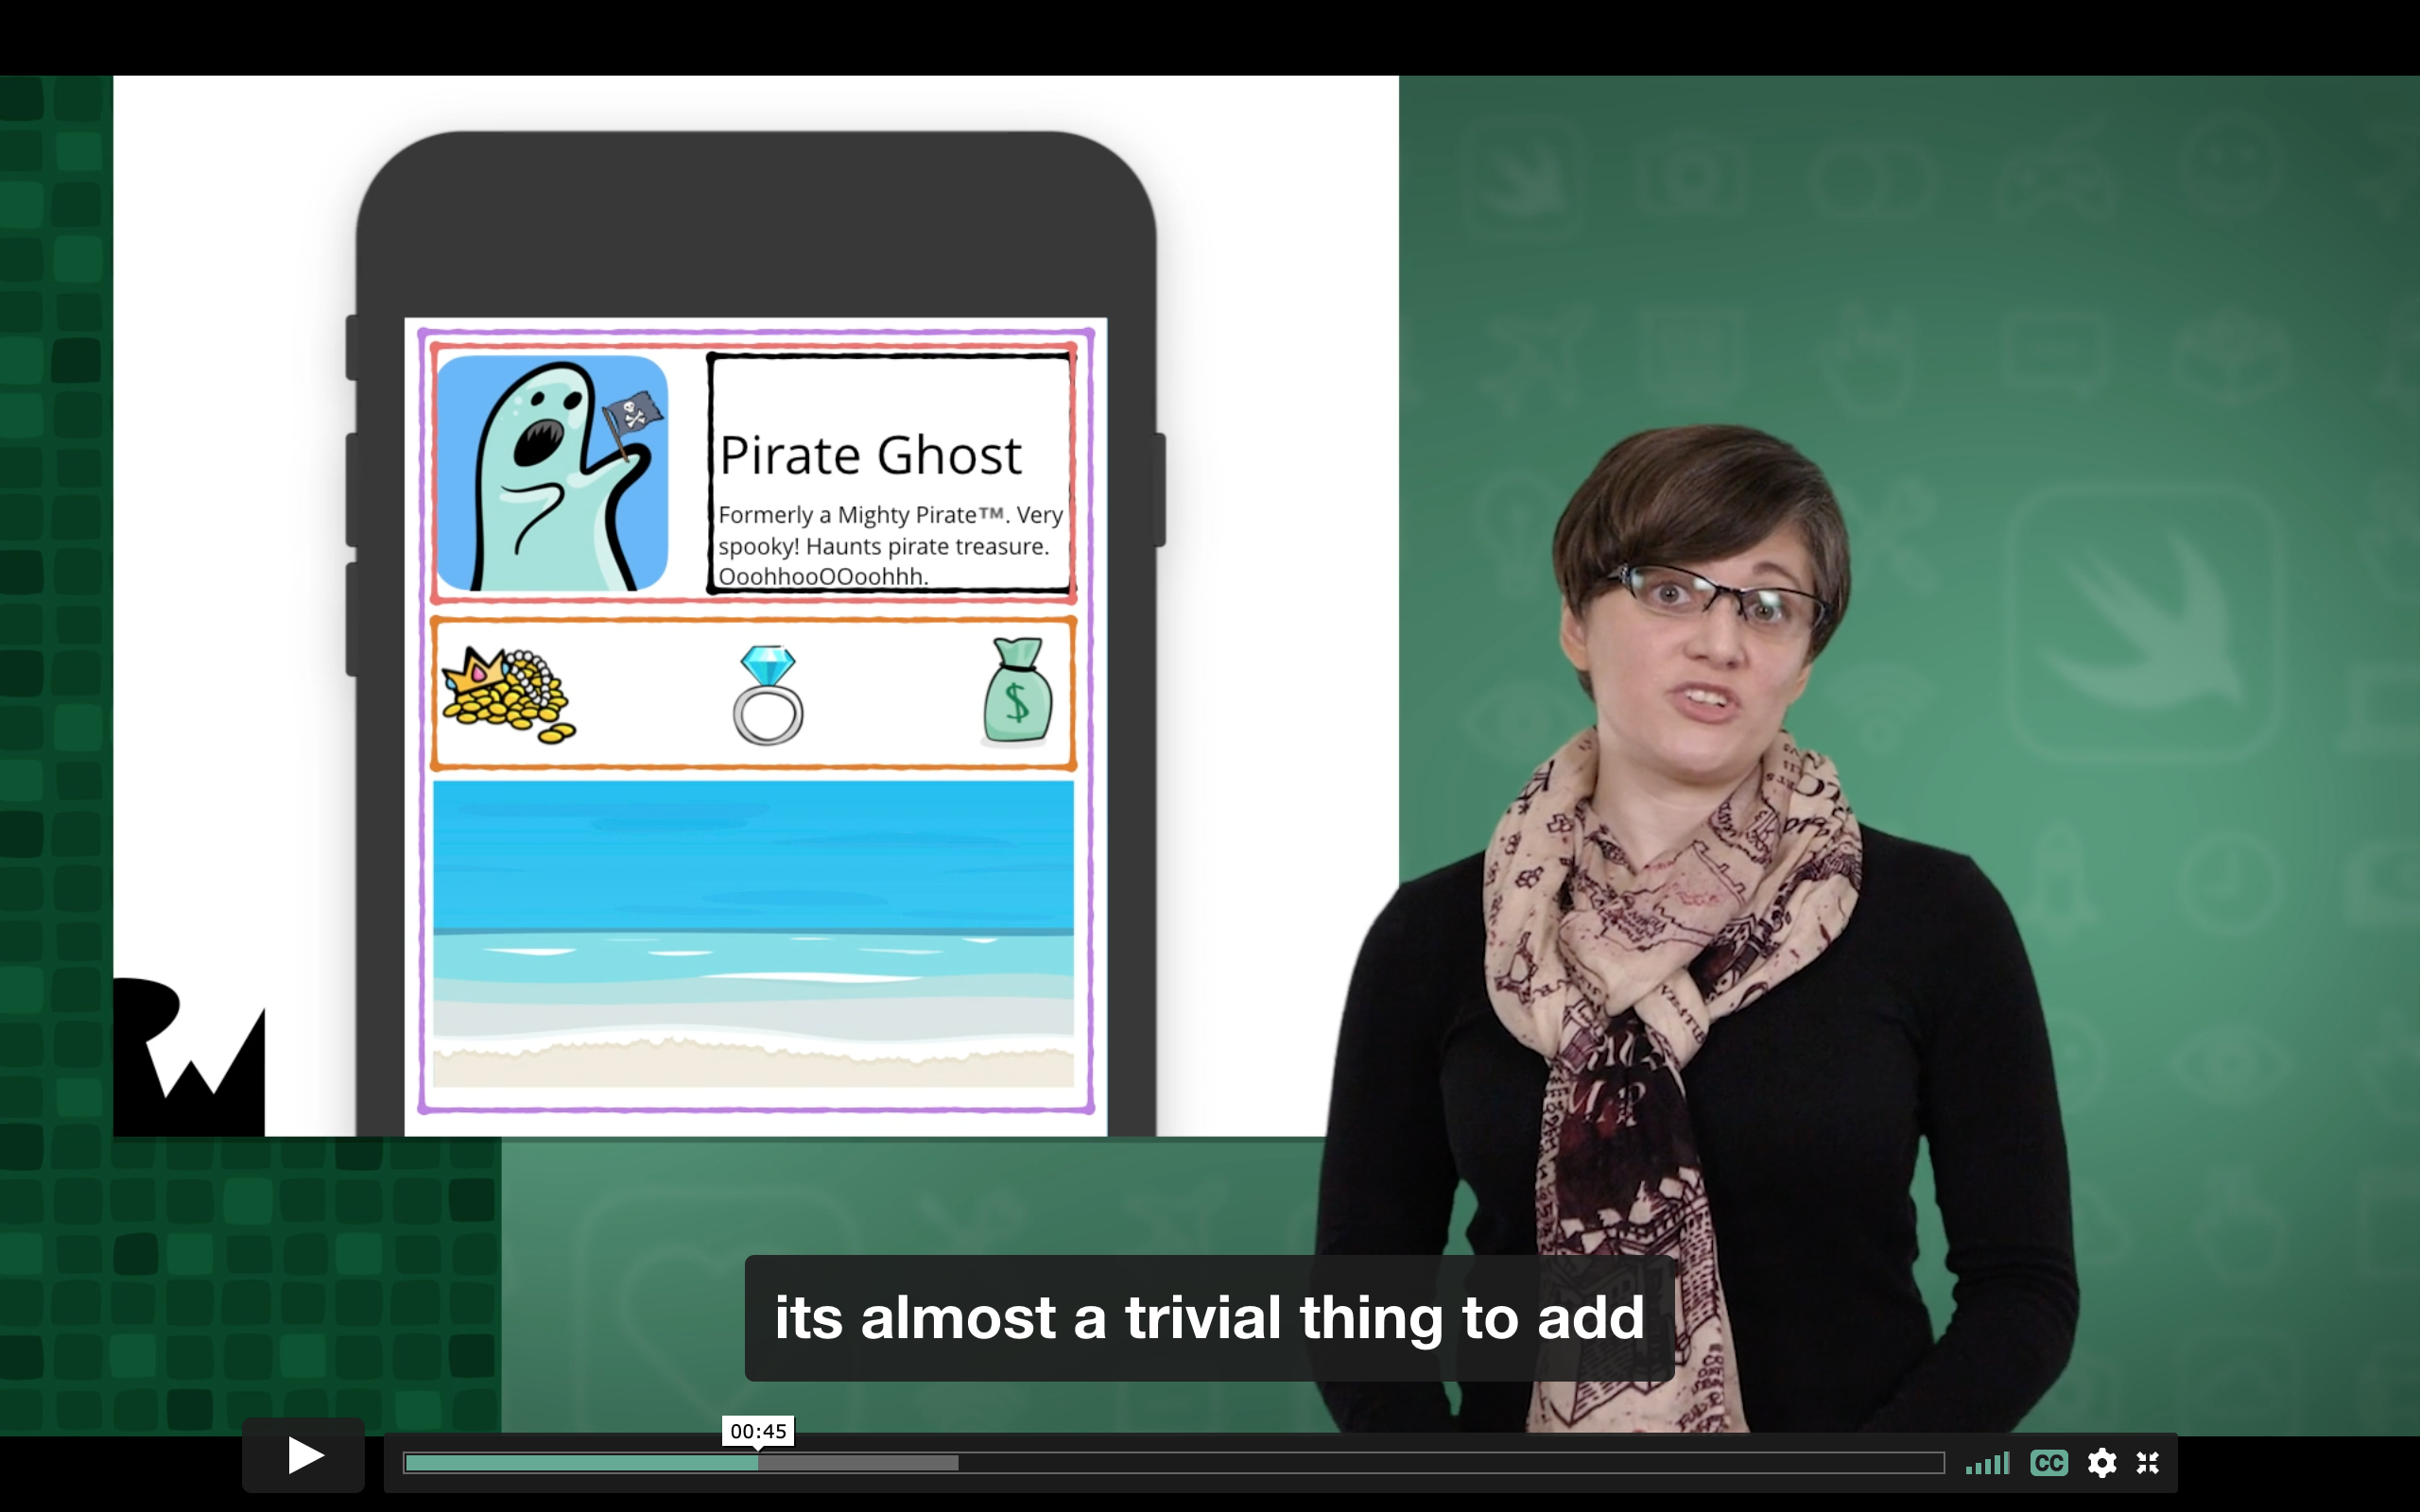 Pirate Ghost
Formerly a Mighty Pirate™. Very
spooky! Haunts pirate treasure.
OoohhooOOoohhh.
$
its almost a trivial thing to add
00:45
CC